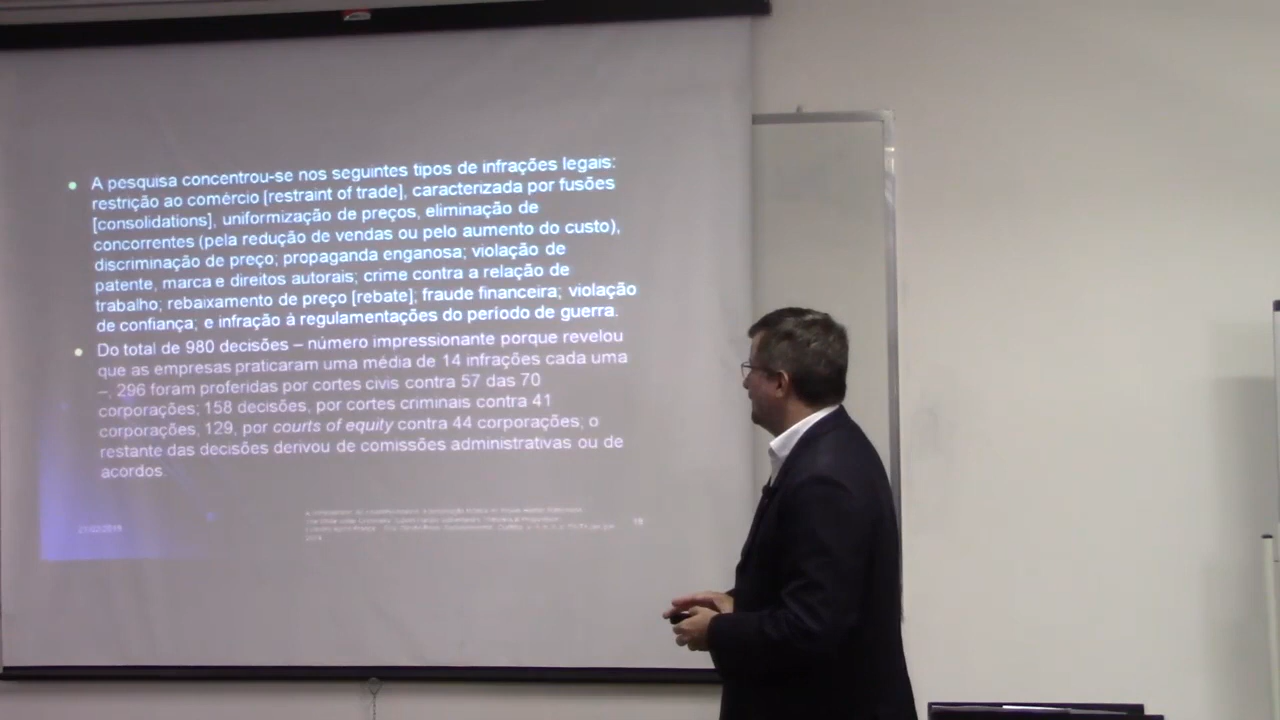 A pesquisa concentrou-se nos seguintes tipos de infrações legais:
restrição ao comércio [restraint of trade], caracterizada por fusões
[consolidations], uniformização de preços, eliminação de
concorrentes (pela redução de vendas ou pelo aumento do custo),
discriminação de preço; propaganda enganosa; violação de
patente, marca e direitos autorais; crime contra a relação de
trabalho; rebaixamento de preço [rebate]; fraude financeira; violação
de confiança; e infração à regulamentações do período de guerra.
Do total de 980 decisões – número impressionante porque revelou
que as empresas praticaram uma média de 14 infrações cada uma
–, 296 foram proferidas por cortes civis contra 57 das 70
corporações; 158 decisões, por cortes criminais contra 41
corporações, 129, por courts of equity contra 44 corporações; o
restante das decisões derivou de comissões administrativas ou de
acordos.